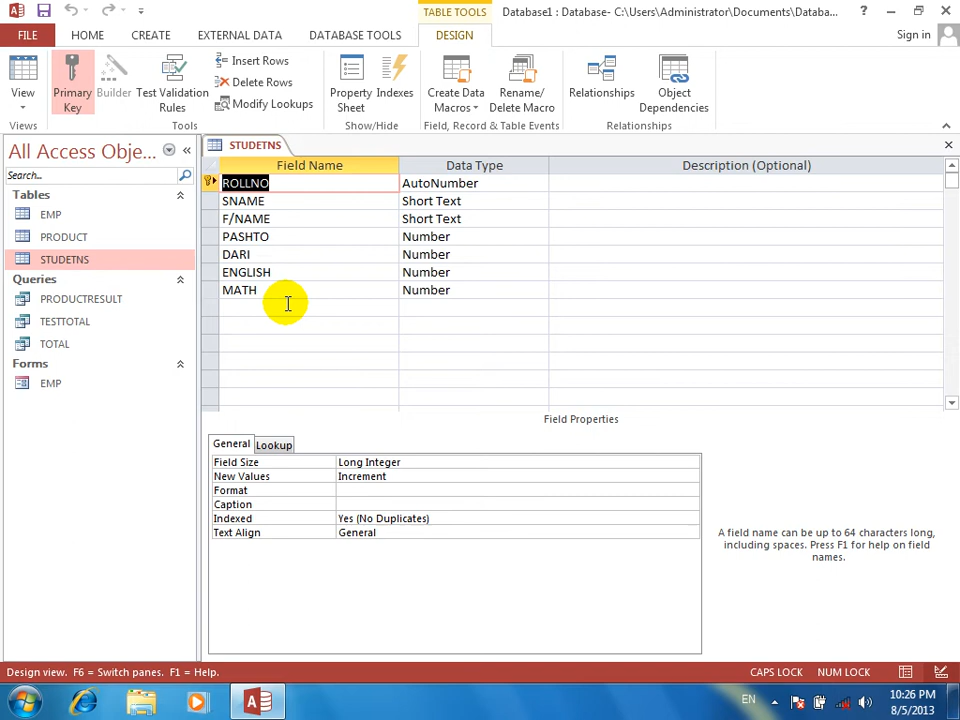 TABLE TOOLS
Database1 : Database- C:\Users\Administrator\Documents\Databa...
FILE HOME CREATE EXTERNAL DATA DATABASE TOOLS DESIGN Sign in
View
Primary Key
Builder
Test Validation Rules
Insert Rows
Delete Rows
Modify Lookups
Property Sheet
Indexes
Create Data Macros
Rename/ Delete Macro
Relationships
Object Dependencies
Views Tools Show/Hide Field, Record & Table Events Relationships
All Access Obje...
Search...
Tables
EMP
PRODUCT
STUDETNS
Queries
PRODUCTRESULT
TESTTOTAL
TOTAL
Forms
EMP
STUDETNS
Field Name Data Type Description (Optional)
ROLLNO AutoNumber
SNAME Short Text
F/NAME Short Text
PASHTO Number
DARI Number
ENGLISH Number
MATH Number
Field Properties
General Lookup
Field Size Long Integer
New Values Increment
Format
Caption
Indexed Yes (No Duplicates)
Text Align General
A field name can be up to 64 characters long,
including spaces. Press F1 for help on field
names.
Design view. F6 = Switch panes. F1 = Help. CAPS LOCK NUM LOCK
EN
10:26 PM
8/5/2013